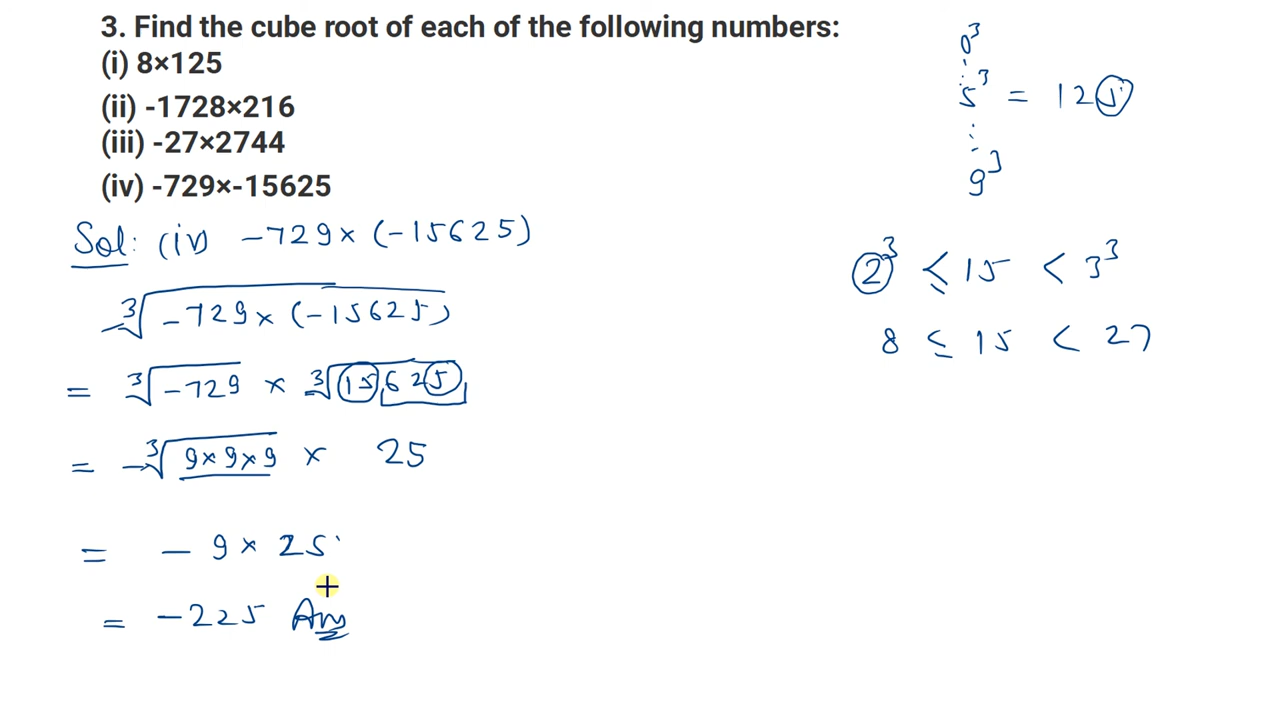 3. Find the cube root of each of the following numbers:
(i) 8×125
(ii) -1728×216
(iii) -27×2744
(iv) -729×-15625
Sol: (iv) -729×(-15625)
∛(-729×(-15625))
= ∛(-729) × ∛(15625)
= -∛(9×9×9) × 25
= -9×25
= -225 Ans
0³
⋮
5³ = 125
⋮
9³
2³ ≤ 15 < 3³
8 ≤ 15 < 27